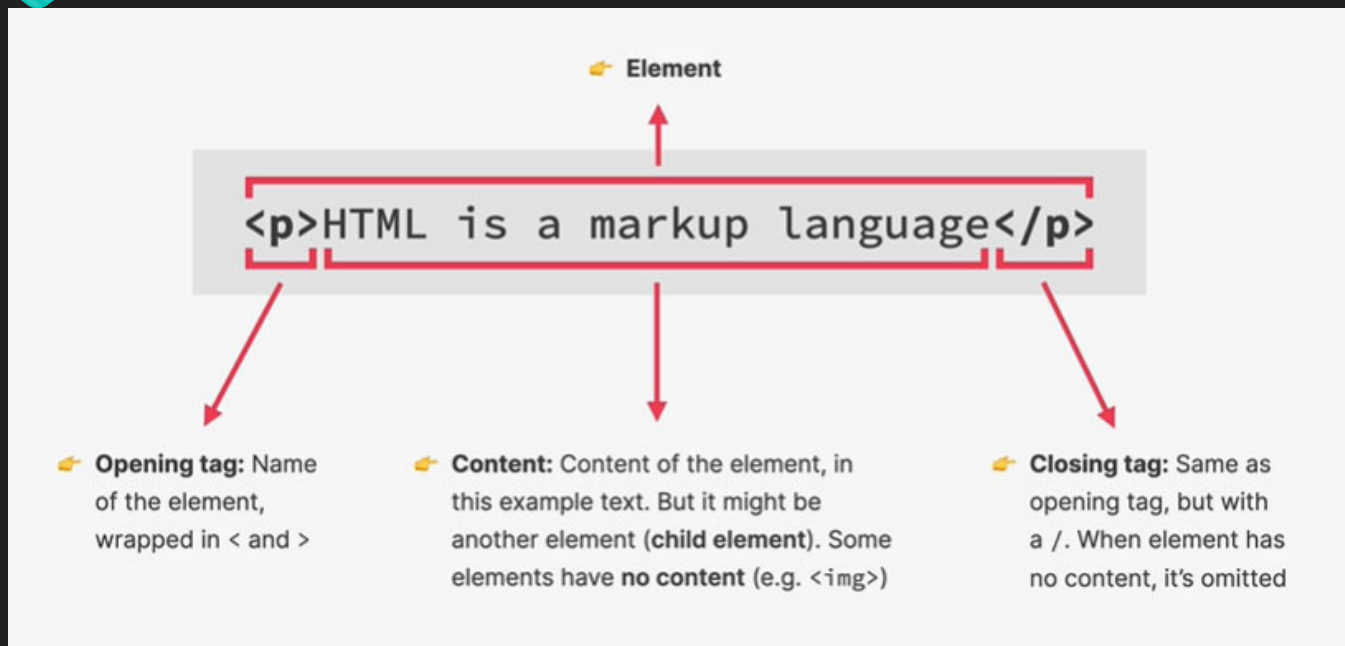 👉 Element
<p>HTML is a markup language</p>
👉 Opening tag: Name
of the element,
wrapped in < and >
👉 Content: Content of the element, in
this example text. But it might be
another element (child element). Some
elements have no content (e.g. <img>)
👉 Closing tag: Same as
opening tag, but with
a /. When element has
no content, it’s omitted